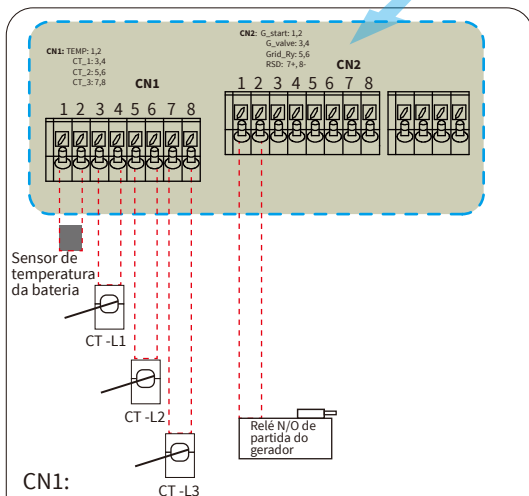 CN1: TEMP: 1,2
CT_1: 3,4
CT_2: 5,6
CT_3: 7,8
CN1
CN2: G_start: 1,2
G_valve: 3,4
Grid_Ry: 5,6
RSD: 7+, 8-
CN2
1 2 3 4 5 6 7 8
1 2 3 4 5 6 7 8
Sensor de
temperatura
da bateria
CT -L1
CT -L2
CT -L3
Relé N/O de
partida do
gerador
CN1: